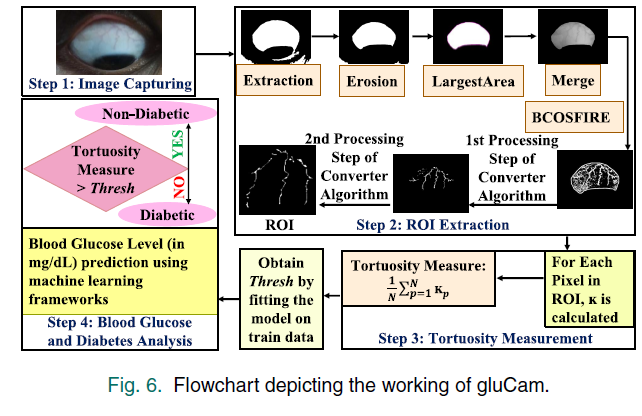 Step 1: Image Capturing
Extraction
Erosion
LargestArea
Merge
BCOSFIRE
1st Processing
Step of
Converter
Algorithm
2nd Processing
Step of
Converter
Algorithm
ROI
Step 2: ROI Extraction
For Each
Pixel in
ROI, κ is
calculated
Tortuosity Measure:
1/N ∑ᴺₚ₌₁ κₚ
Step 3: Tortuosity Measurement
Obtain
Thresh by
fitting the
model on
train data
Non-Diabetic
Tortuosity
Measure
> Thresh
YES
NO
Diabetic
Blood Glucose Level (in
mg/dL) prediction using
machine learning
frameworks
Step 4: Blood Glucose
and Diabetes Analysis
Fig. 6. Flowchart depicting the working of gluCam.